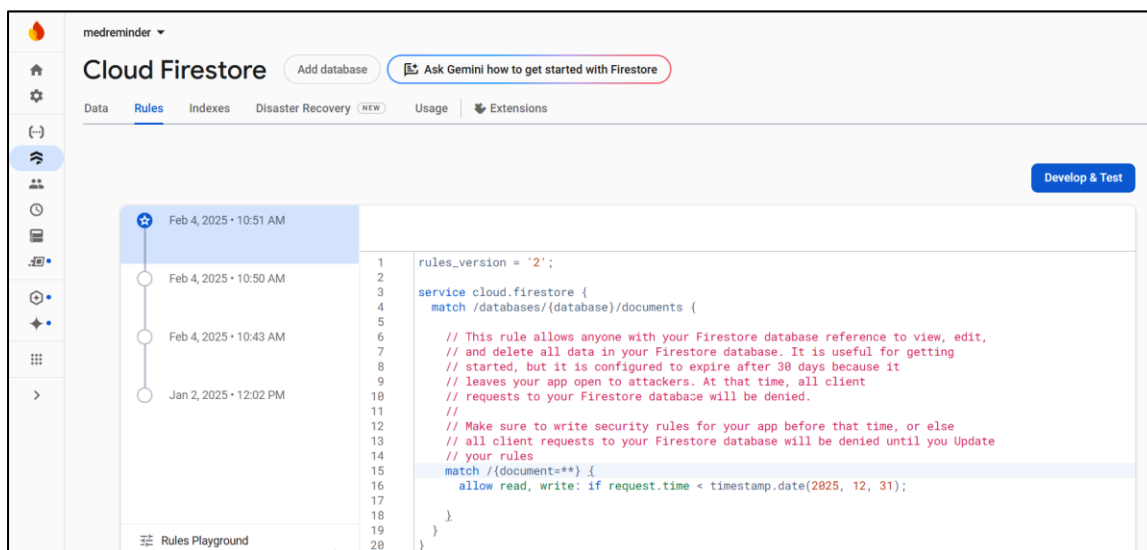 medreminder
Cloud Firestore
Add database
Ask Gemini how to get started with Firestore
Data Rules Indexes Disaster Recovery NEW Usage Extensions
Develop & Test
Feb 4, 2025 • 10:51 AM
Feb 4, 2025 • 10:50 AM
Feb 4, 2025 • 10:43 AM
Jan 2, 2025 • 12:02 PM
Rules Playground
1 rules_version = '2';
2
3 service cloud.firestore {
4 match /databases/{database}/documents {
5
6 // This rule allows anyone with your Firestore database reference to view, edit,
7 // and delete all data in your Firestore database. It is useful for getting
8 // started, but it is configured to expire after 30 days because it
9 // leaves your app open to attackers. At that time, all client
10 // requests to your Firestore database will be denied.
11 //
12 // Make sure to write security rules for your app before that time, or else
13 // all client requests to your Firestore database will be denied until you Update
14 // your rules
15 match /{document=**} {
16 allow read, write: if request.time < timestamp.date(2025, 12, 31);
17
18 }
19 }
20 }